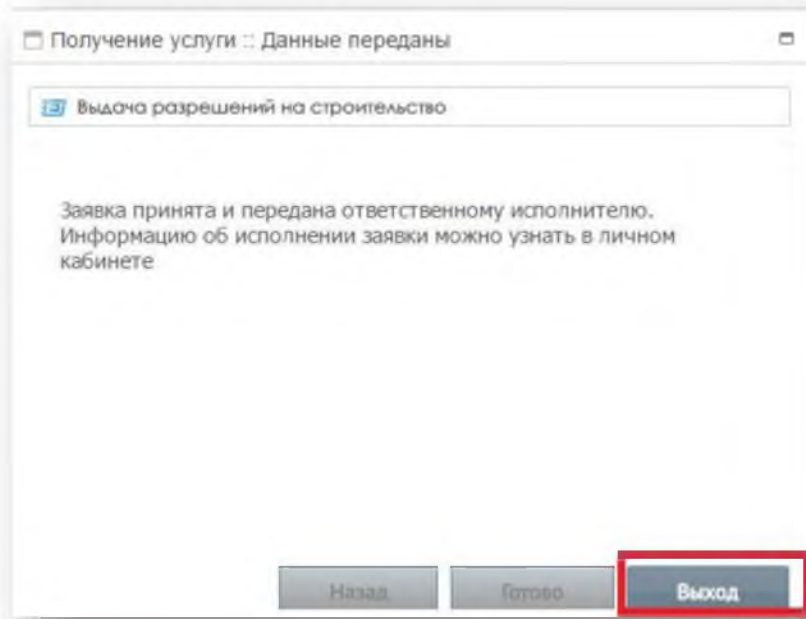 Получение услуги :: Данные переданы
Выдача разрешений на строительство
Заявка принята и передана ответственному исполнителю.
Информацию об исполнении заявки можно узнать в личном
кабинете
Назад
Готово
Выход